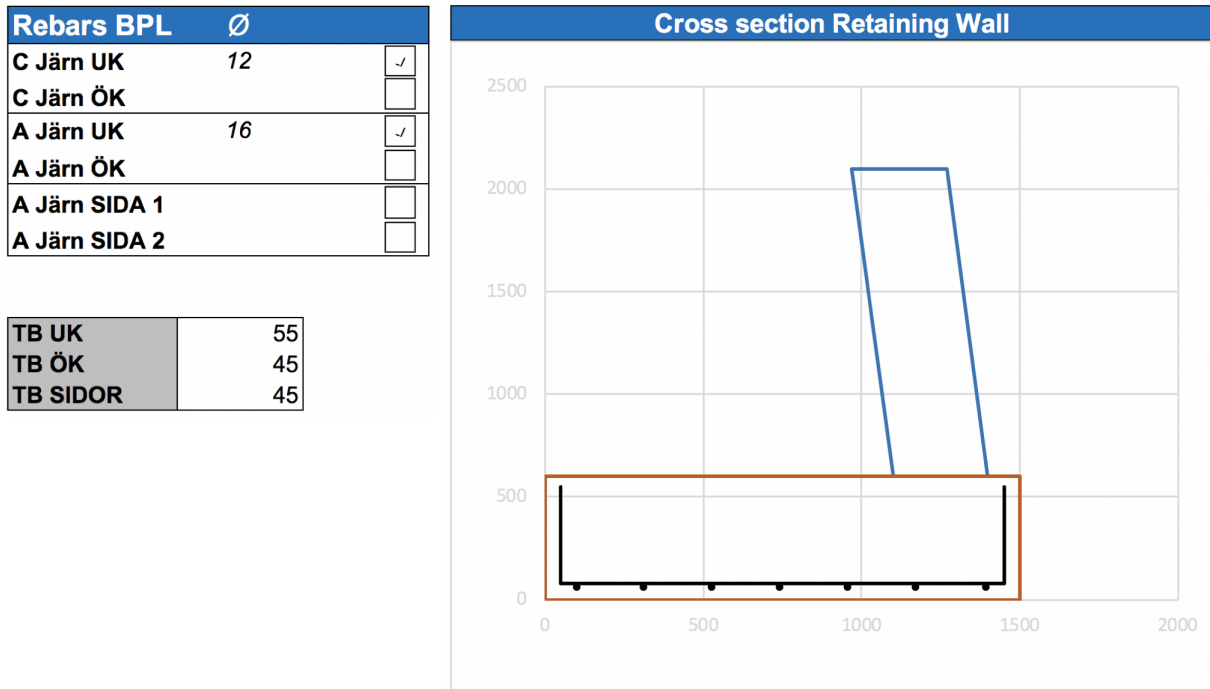 Rebars BPL Ø
C Järn UK 12
C Järn ÖK
A Järn UK 16
A Järn ÖK
A Järn SIDA 1
A Järn SIDA 2
TB UK 55
TB ÖK 45
TB SIDOR 45
Cross section Retaining Wall
2500
2000
1500
1000
500
0
0 500 1000 1500 2000